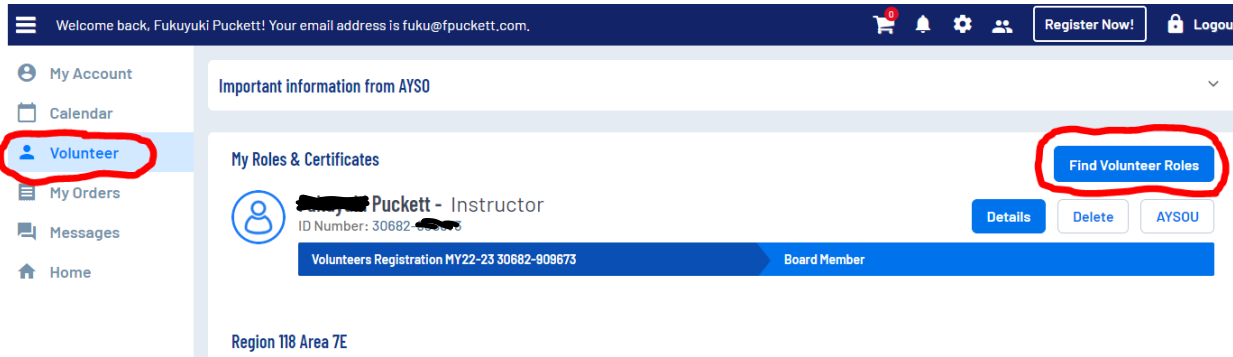 Welcome back, Fukuyuki Puckett! Your email address is fuku@fpuckett.com.
0
Register Now!
Logou
My Account
Calendar
Volunteer
My Orders
Messages
Home
Important information from AYSO
My Roles & Certificates
Find Volunteer Roles
Puckett - Instructor
ID Number: 30682-
Details
Delete
AYSOU
Volunteers Registration MY22-23 30682-909673
Board Member
Region 118 Area 7E